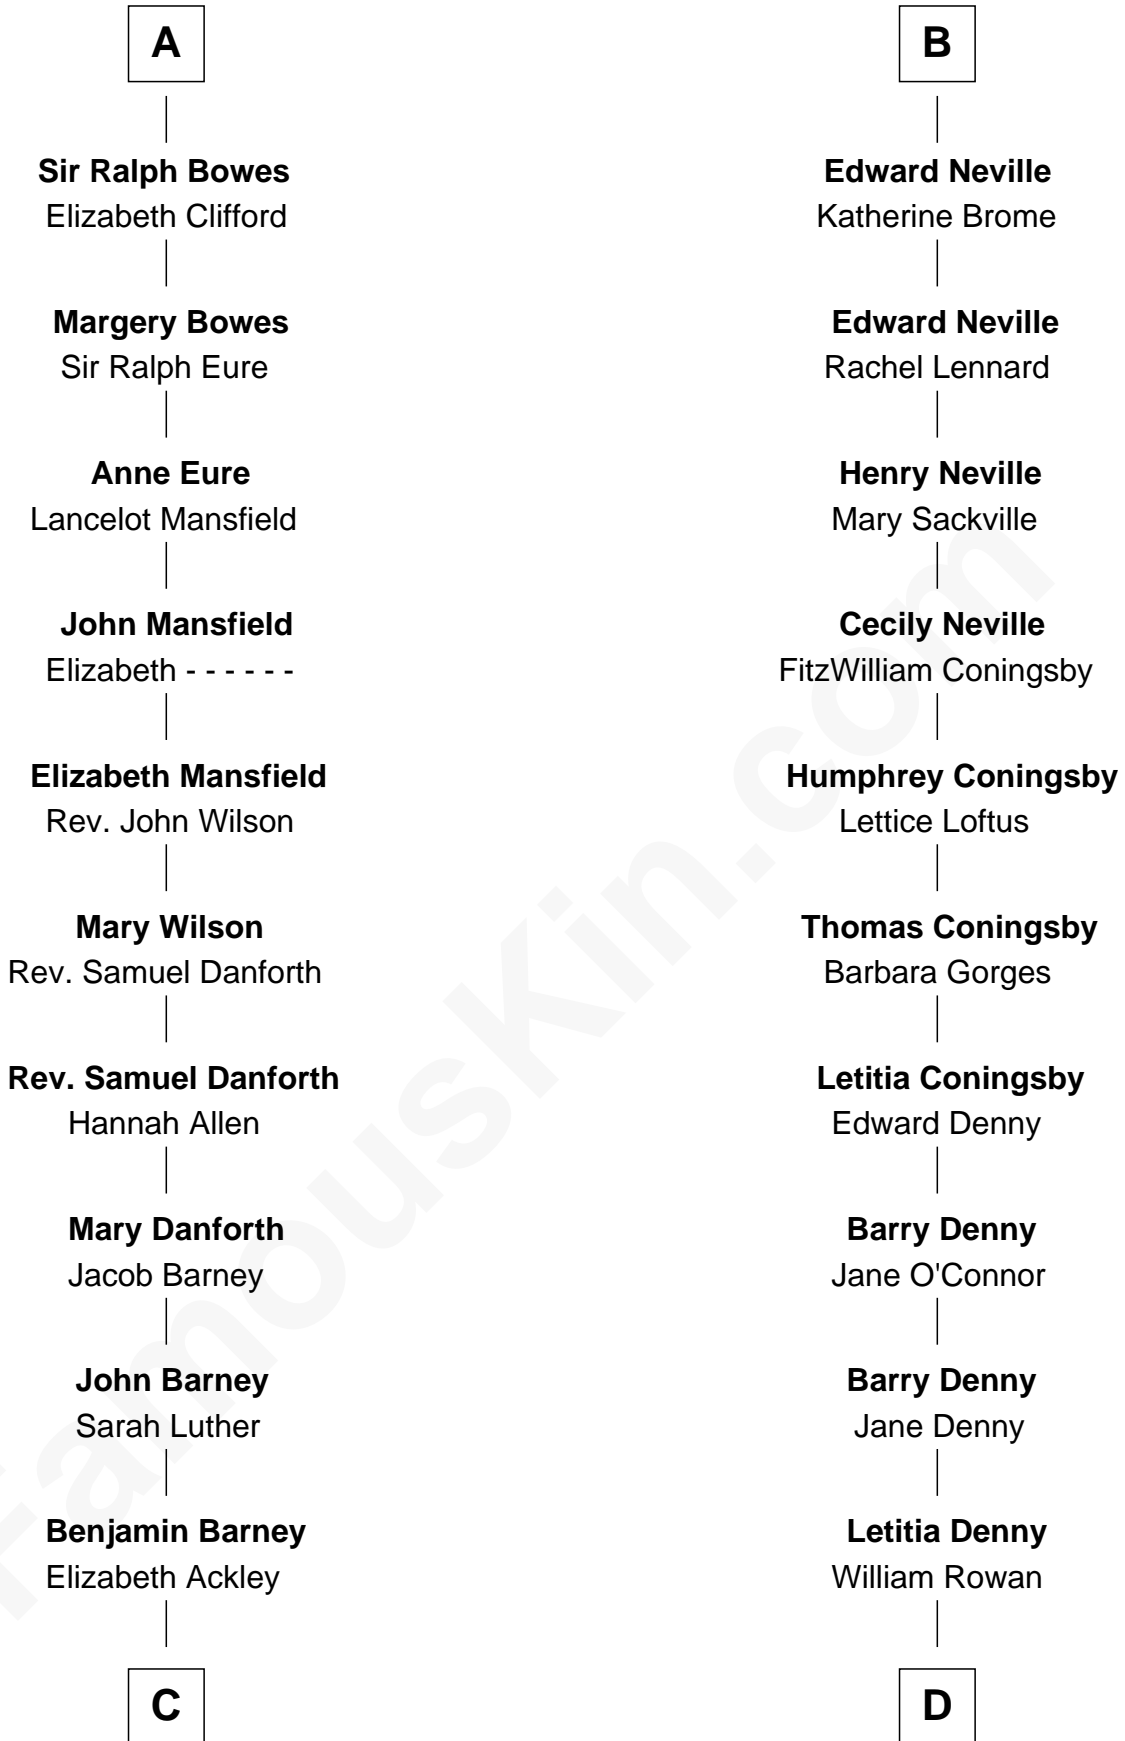 A
Sir Ralph Bowes
Elizabeth Clifford
Margery Bowes
Sir Ralph Eure
Anne Eure
Lancelot Mansfield
John Mansfield
Elizabeth - - - - - -
Elizabeth Mansfield
Rev. John Wilson
Mary Wilson
Rev. Samuel Danforth
Rev. Samuel Danforth
Hannah Allen
Mary Danforth
Jacob Barney
John Barney
Sarah Luther
Benjamin Barney
Elizabeth Ackley
C
B
Edward Neville
Katherine Brome
Edward Neville
Rachel Lennard
Henry Neville
Mary Sackville
Cecily Neville
FitzWilliam Coningsby
Humphrey Coningsby
Lettice Loftus
Thomas Coningsby
Barbara Gorges
Letitia Coningsby
Edward Denny
Barry Denny
Jane O'Connor
Barry Denny
Jane Denny
Letitia Denny
William Rowan
D
FamousKin.com